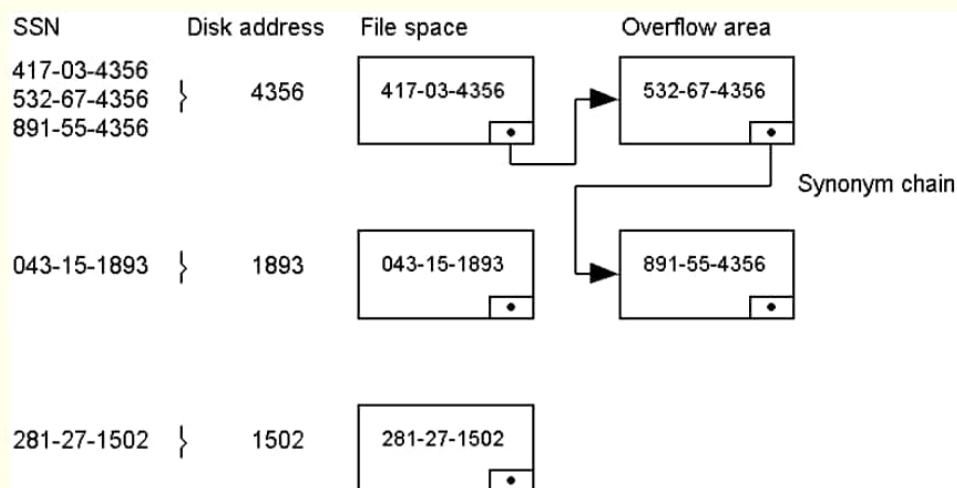 SSN Disk address File space Overflow area
417-03-4356
532-67-4356 } 4356 417-03-4356 532-67-4356
891-55-4356
Synonym chain
043-15-1893 } 1893 043-15-1893 891-55-4356
281-27-1502 } 1502 281-27-1502